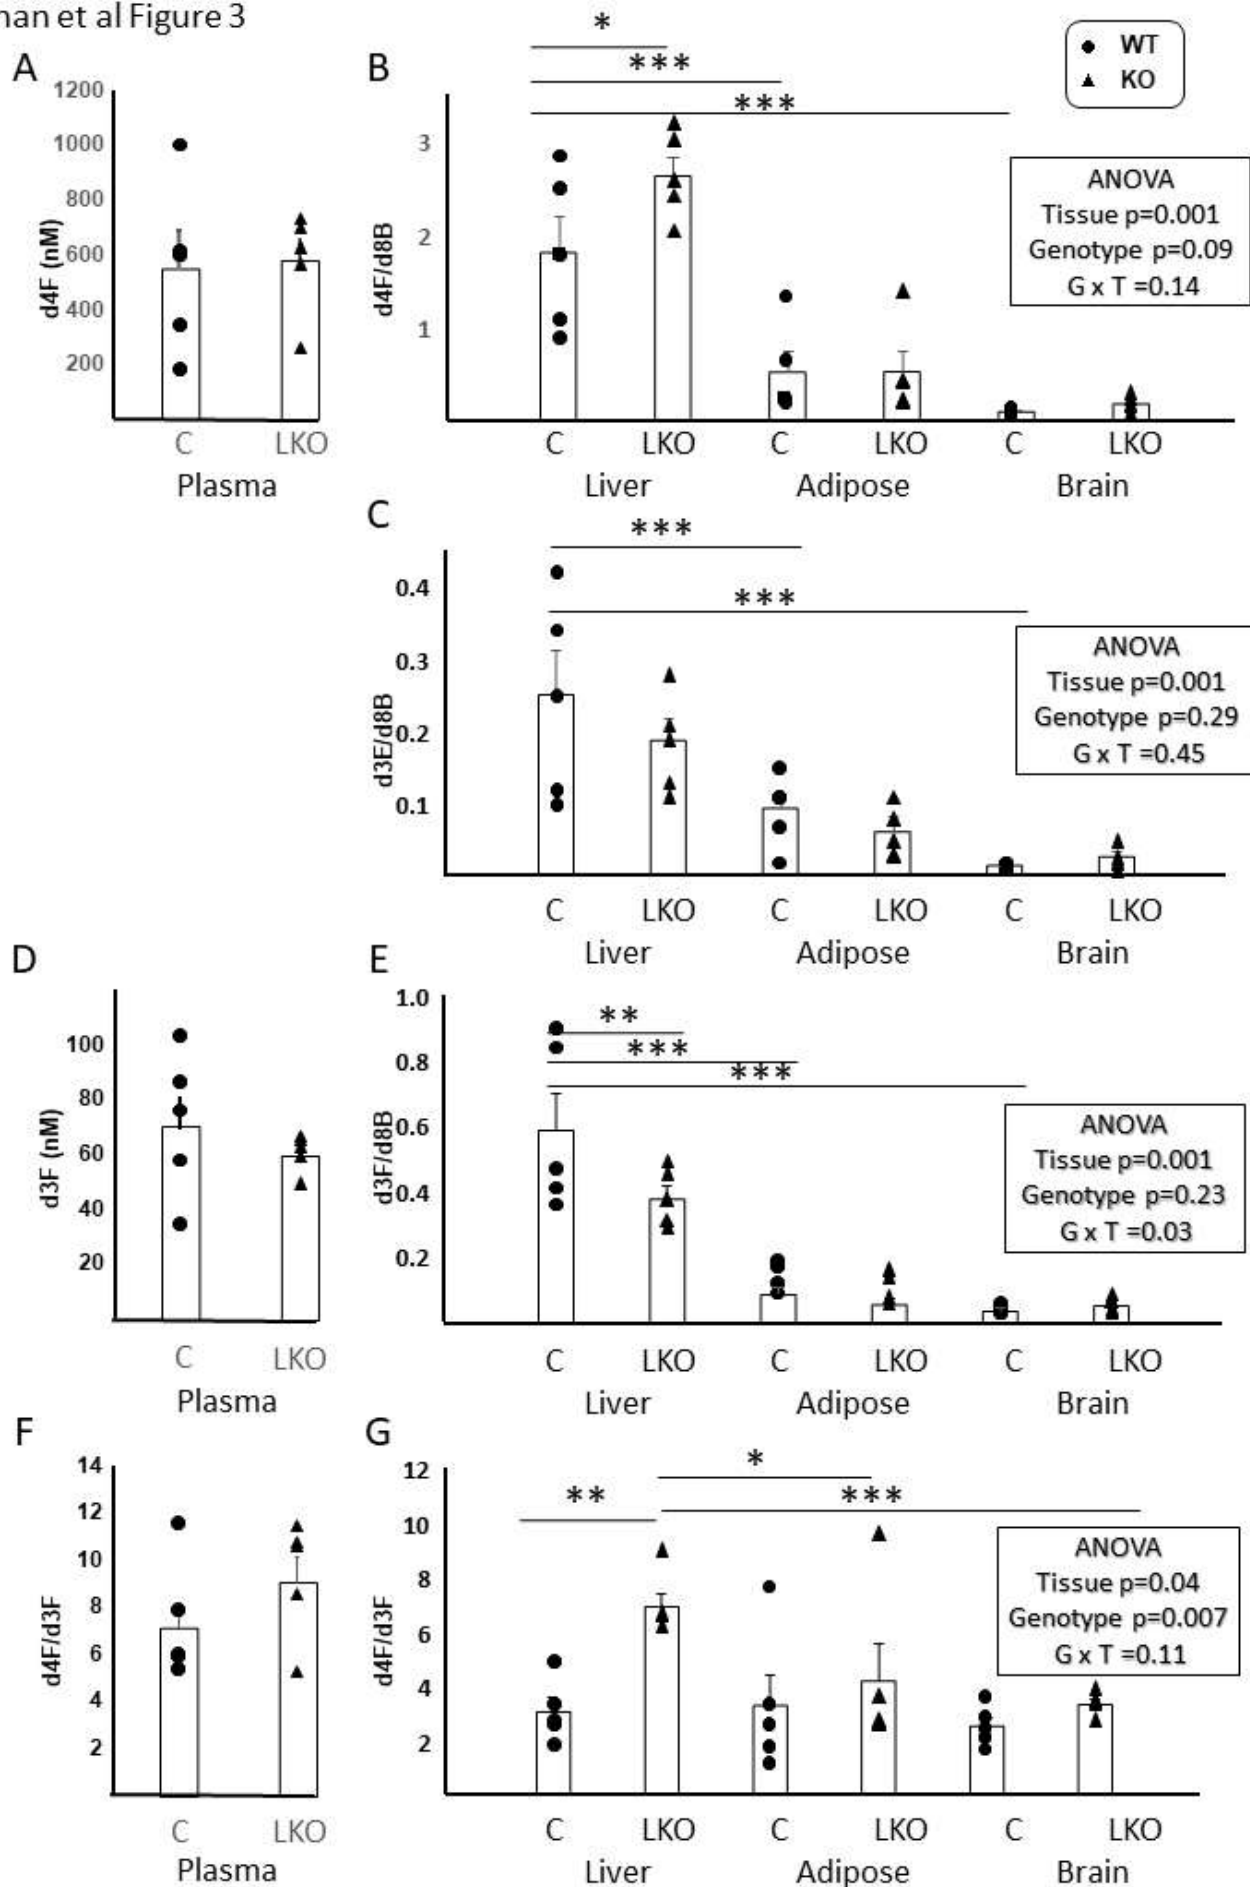 nan et al Figure 3
A
1200
1000
800
600
400
200
d4F (nM)
C LKO
Plasma
B
*
***
***
WT
KO
3
2
1
d4F/d8B
ANOVA
Tissue p=0.001
Genotype p=0.09
G x T =0.14
C LKO C LKO C LKO
Liver Adipose Brain
C
***
***
0.4
0.3
0.2
0.1
d3E/d8B
ANOVA
Tissue p=0.001
Genotype p=0.29
G x T =0.45
C LKO C LKO C LKO
Liver Adipose Brain
D
100
80
60
40
20
d3F (nM)
C LKO
Plasma
E
1.0
0.8
0.6
0.4
0.2
d3F/d8B
**
***
***
ANOVA
Tissue p=0.001
Genotype p=0.23
G x T =0.03
C LKO C LKO C LKO
Liver Adipose Brain
F
14
12
10
8
6
4
2
d4F/d3F
C LKO
Plasma
G
12
10
8
6
4
2
d4F/d3F
*
**
***
ANOVA
Tissue p=0.04
Genotype p=0.007
G x T =0.11
C LKO C LKO C LKO
Liver Adipose Brain